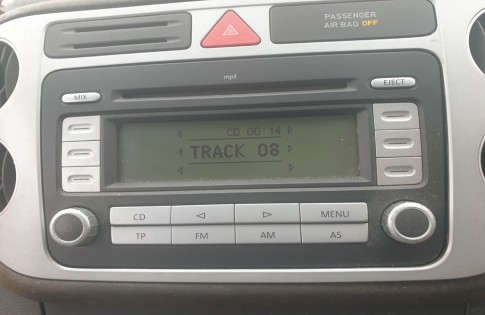 PASSENGER
AIR BAG OFF
mp3
MIX
EJECT
CD 00:14
TRACK 08
CD
MENU
TP
FM
AM
AS